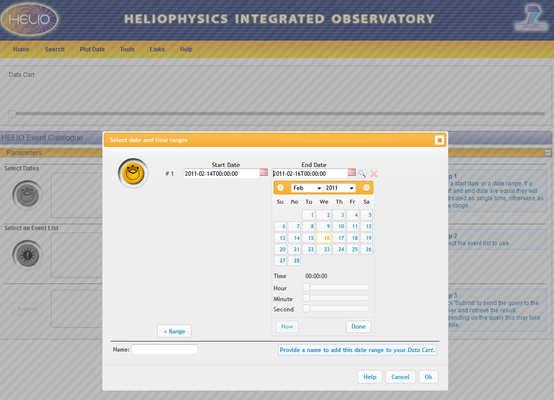 HELIO
HELIOPHYSICS INTEGRATED OBSERVATORY
Home Search Plot Data Tools Links Help
Data Cart
HELIO Event Catalogue
Parameters
Select date and time ranges
Select Dates
Start Date End Date
# 1 2011-02-14T00:00:00 2011-02-16T00:00:00
Feb 2011
Su Mo Tu We Th Fr Sa
1 2 3 4 5
6 7 8 9 10 11 12
13 14 15 16 17 18 19
20 21 22 23 24 25 26
27 28
Time 00:00:00
Hour
Minute
Second
Now Done
+ Range
Name: Provide a name to add this date range to your Data Cart.
Help Cancel Ok
Select an Event List
p 1
a start date or a date range. If a
rt and end date are equal they will
reated as single time, otherwise as
range.
p 2
ect the event list to use.
p 3
ck 'Submit' to send the query to the
ver and retrieve the result.
pending on the query this may take
while.